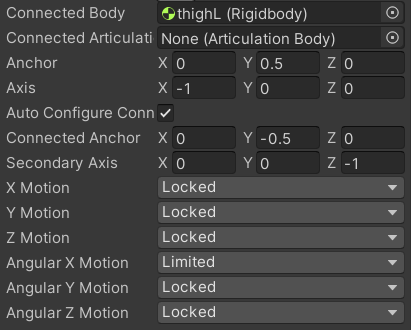 Connected Body thighL (Rigidbody)
Connected Articulati None (Articulation Body)
Anchor X 0 Y 0.5 Z 0
Axis X -1 Y 0 Z 0
Auto Configure Conn
Connected Anchor X 0 Y -0.5 Z 0
Secondary Axis X 0 Y 0 Z -1
X Motion Locked
Y Motion Locked
Z Motion Locked
Angular X Motion Limited
Angular Y Motion Locked
Angular Z Motion Locked